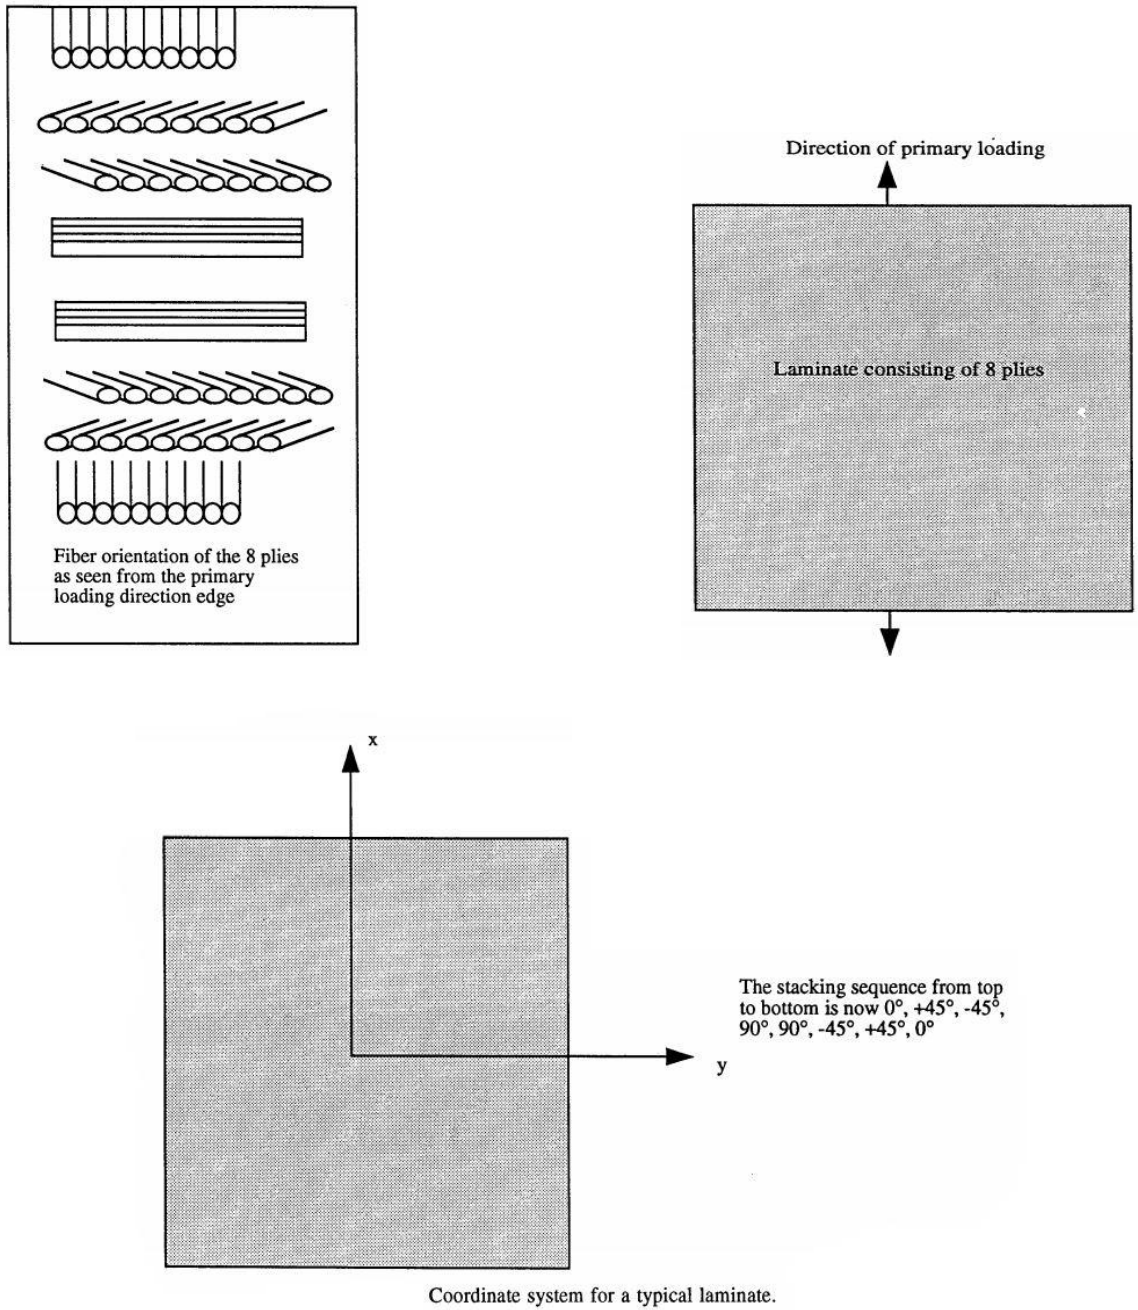 Direction of primary loading
Laminate consisting of 8 plies
Fiber orientation of the 8 plies
as seen from the primary
loading direction edge
x
The stacking sequence from top
to bottom is now 0°, +45°, -45°,
90°, 90°, -45°, +45°, 0°
y
Coordinate system for a typical laminate.